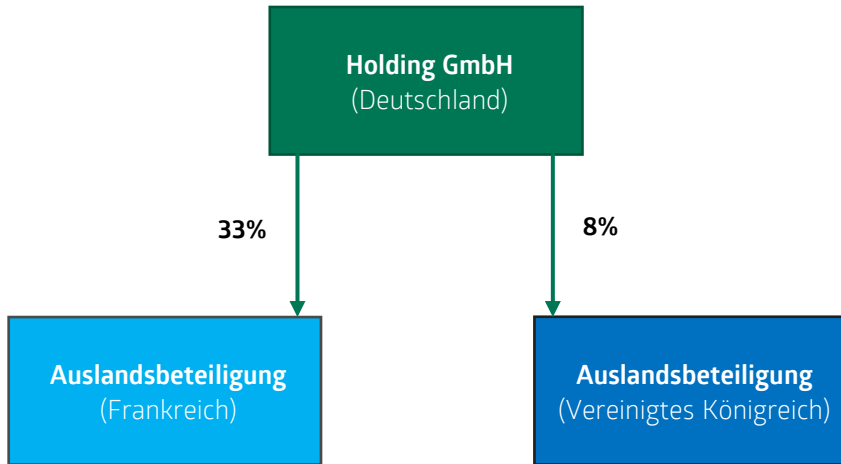 Holding GmbH
(Deutschland)
33%
8%
Auslandsbeteiligung
(Frankreich)
Auslandsbeteiligung
(Vereinigtes Königreich)